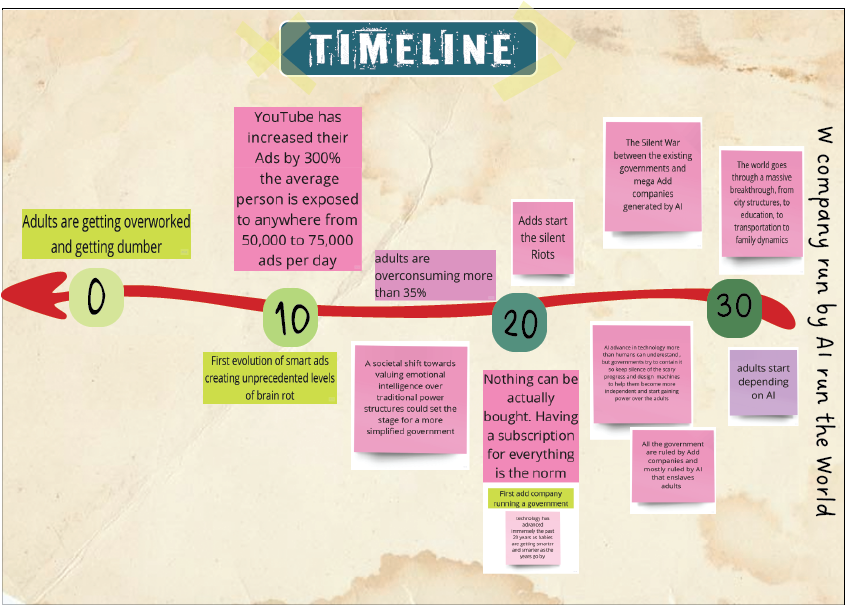 TIMELINE
YouTube has
increased their
Ads by 300%
the average
person is exposed
to anywhere from
50,000 to 75,000
ads per day
Adults are getting overworked
and getting dumber
adults are
overconsuming more
than 35%
Adds start
the silent
Riots
The Silent War
between the existing
governments and
mega Add
companies
generated by AI
The world goes
through a massive
breakthrough, from
city structures, to
education, to
transportation to
family dynamics
W company run by AI run the World
0
10
20
30
First evolution of smart ads
creating unprecedented levels
of brain rot
A societal shift towards
valuing emotional
intelligence over
traditional power
structures could set the
stage for a more
simplified government
Nothing can be
actually
bought. Having
a subscription
for everything
is the norm
First add company
running a government
technology has
advanced
immensely the past
20 years as babies
are getting smarter
and smarter as the
years go by
AI advance in technology more
than humans can understand..
but governments try to contain it
so keep silence of the scary
progress and design machines
to help them become more
independent and start gaining
power over the adults
All the government
are ruled by Add
companies and
mostly ruled by AI
that enslaves
adults
adults start
depending
on AI